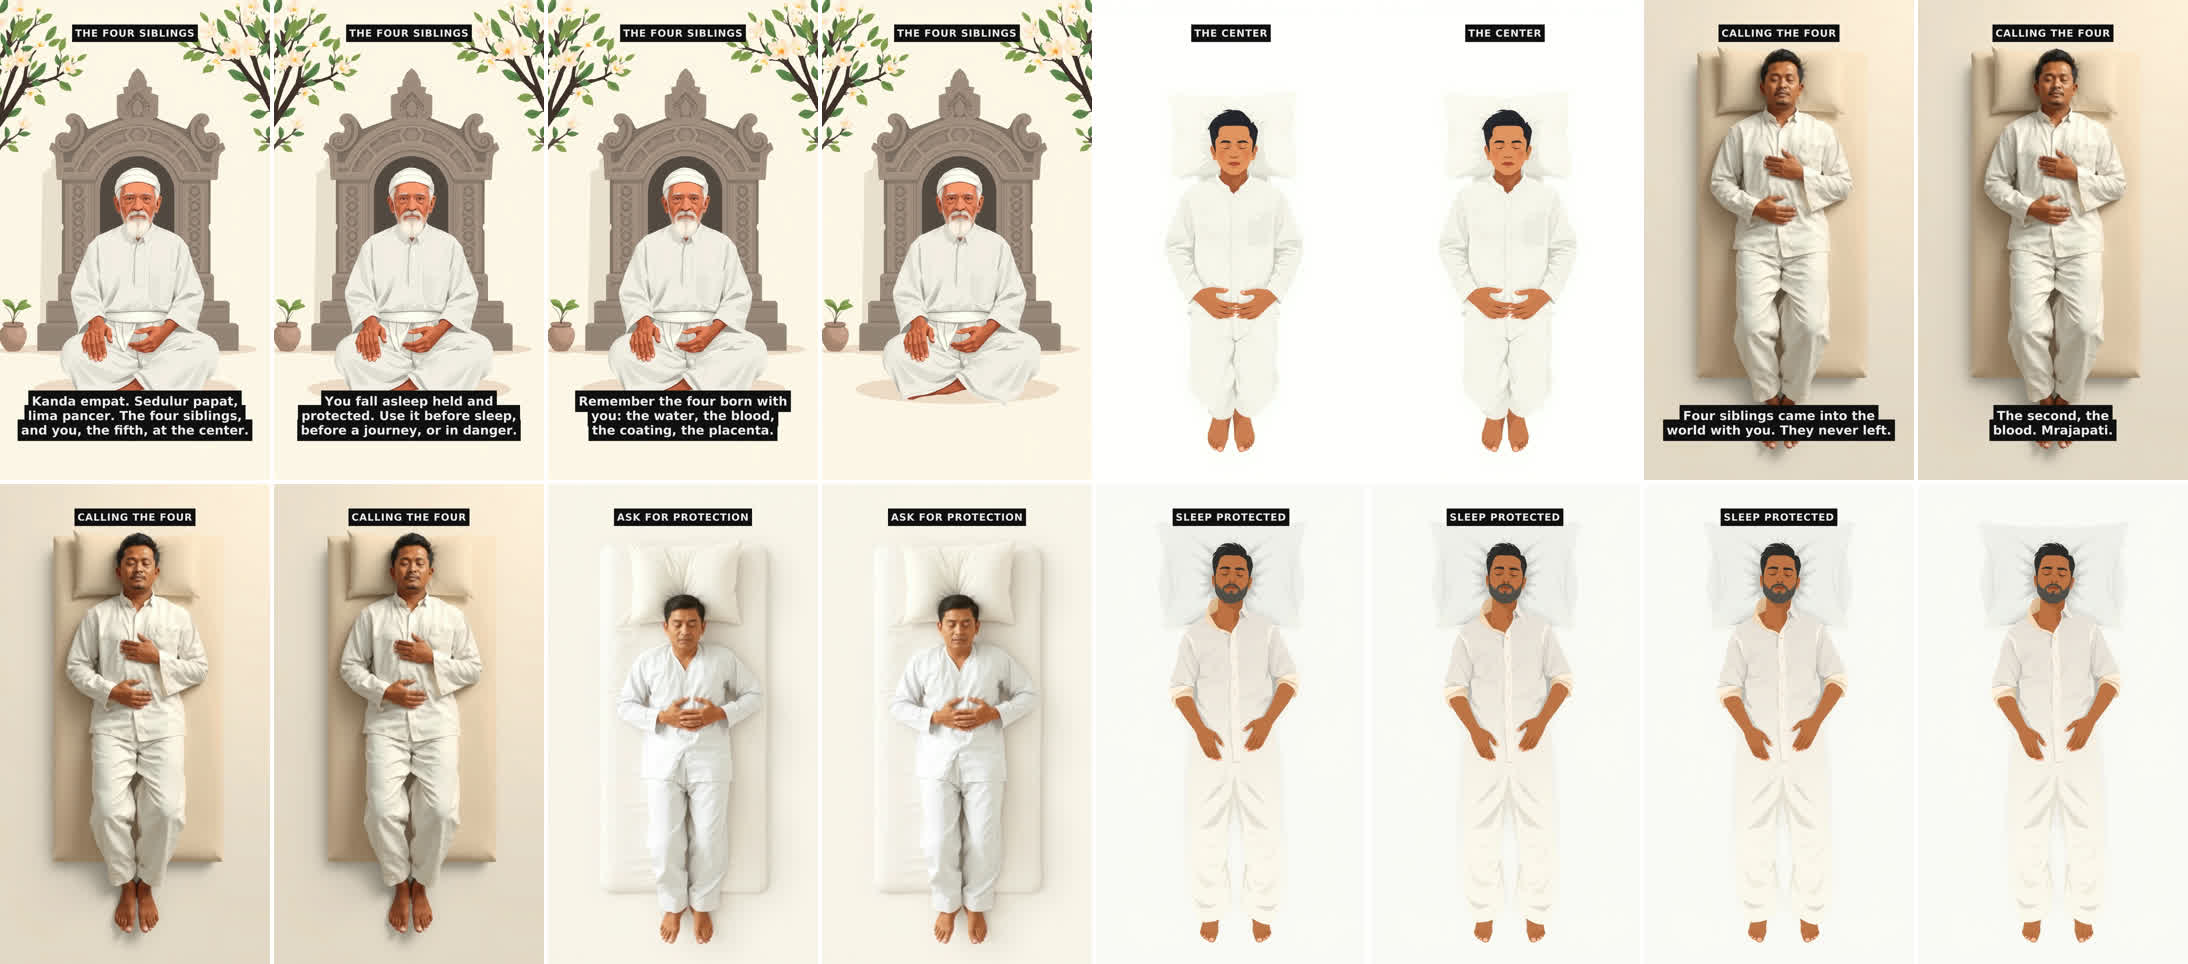 THE FOUR SIBLINGS
Kanda empat. Sedulur papat,
lima pancer. The four siblings,
and you, the fifth, at the center.
THE FOUR SIBLINGS
You fall asleep held and
protected. Use it before sleep,
before a journey, or in danger.
THE FOUR SIBLINGS
Remember the four born with
you: the water, the blood,
the coating, the placenta.
THE FOUR SIBLINGS
THE CENTER
THE CENTER
CALLING THE FOUR
Four siblings came into the
world with you. They never left.
CALLING THE FOUR
The second, the
blood. Mrajapati.
CALLING THE FOUR
CALLING THE FOUR
ASK FOR PROTECTION
ASK FOR PROTECTION
SLEEP PROTECTED
SLEEP PROTECTED
SLEEP PROTECTED